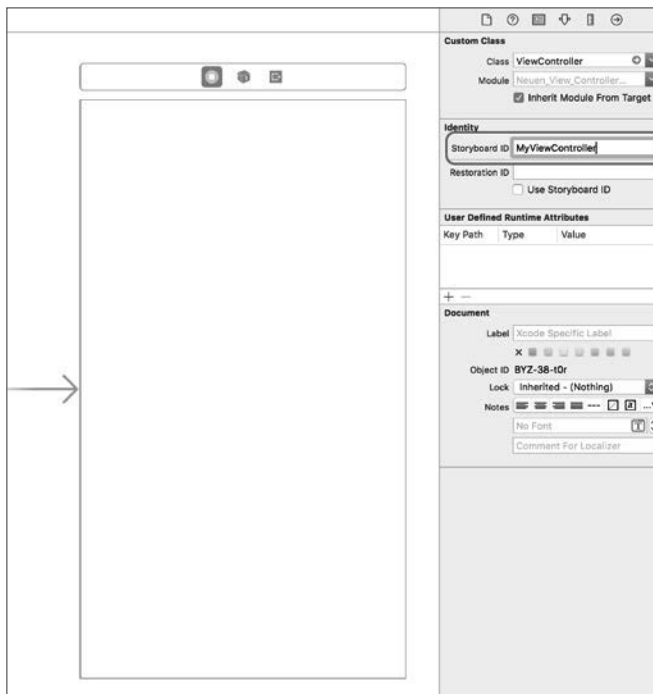 Custom Class
Class ViewController
Module Neuen_View_Controller...
Inherit Module From Target
Identity
Storyboard ID MyViewController
Restoration ID
Use Storyboard ID
User Defined Runtime Attributes
Key Path Type Value
+ −
Document
Label Xcode Specific Label
Object ID BYZ-38-t0r
Lock Inherited - (Nothing)
Notes
No Font
Comment For Localizer